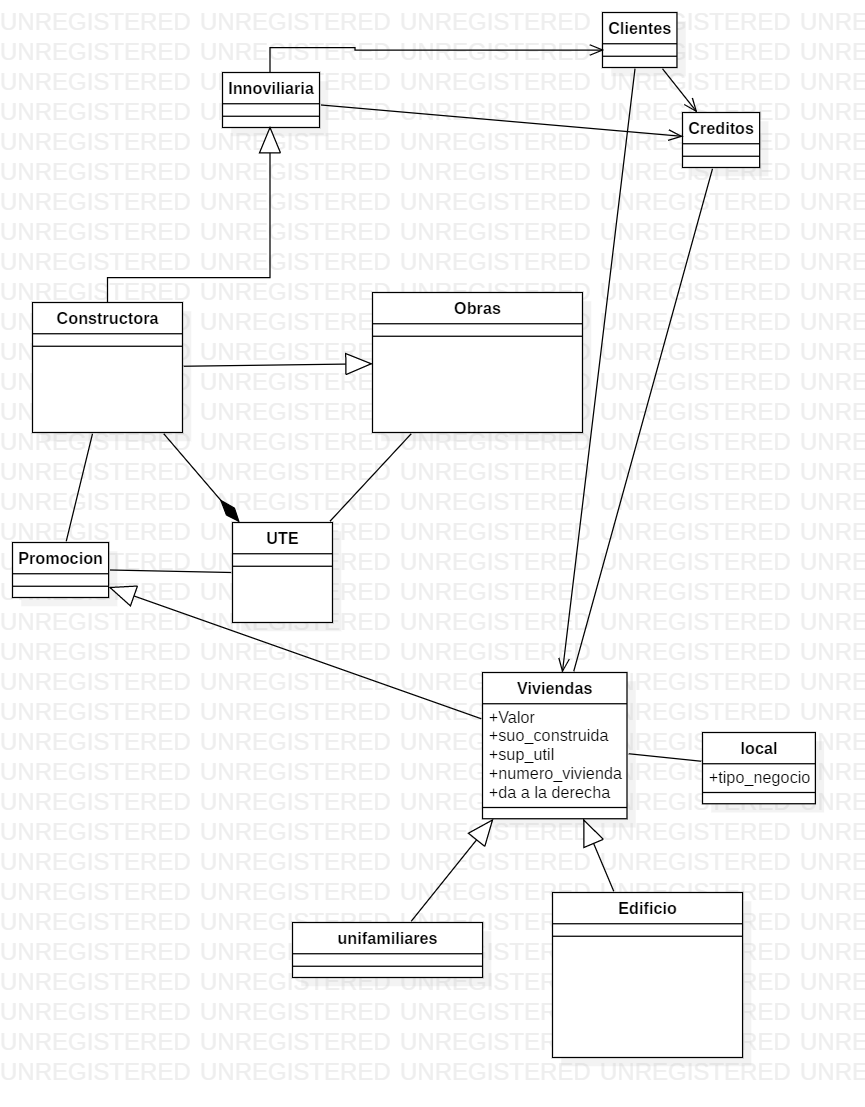 Clientes
Innoviliaria
Creditos
Constructora
Obras
UTE
Promocion
Viviendas
+Valor
+suo_construida
+sup_util
+numero_vivienda
+da a la derecha
local
+tipo_negocio
unifamiliares
Edificio
UNREGISTERED